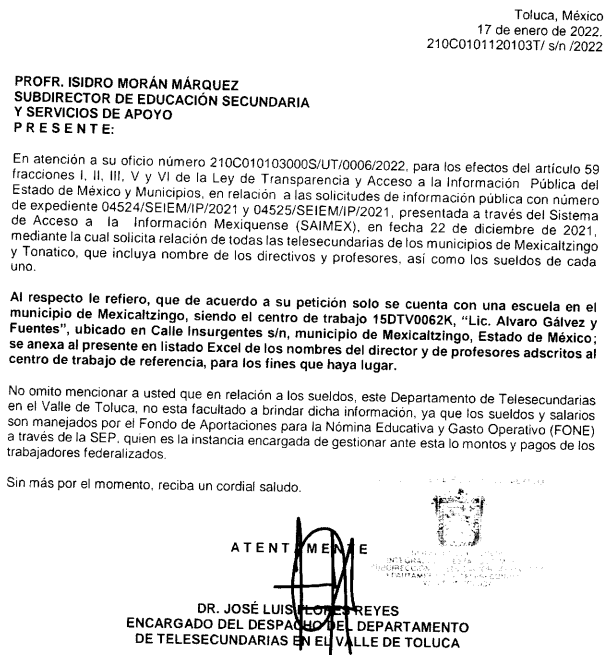 Toluca, México
17 de enero de 2022.
210C0101120103T/ s/n /2022
PROFR. ISIDRO MORÁN MÁRQUEZ
SUBDIRECTOR DE EDUCACIÓN SECUNDARIA
Y SERVICIOS DE APOYO
P R E S E N T E:
En atención a su oficio número 210C010103000S/UT/0006/2022, para los efectos del artículo 59
fracciones I, II, III, V y VI de la Ley de Transparencia y Acceso a la Información Pública del
Estado de México y Municipios, en relación a las solicitudes de información pública con número
de expediente 04524/SEIEM/IP/2021 y 04525/SEIEM/IP/2021, presentada a través del Sistema
de Acceso a la Información Mexiquense (SAIMEX), en fecha 22 de diciembre de 2021,
mediante la cual solicita relación de todas las telesecundarias de los municipios de Mexicaltzingo
y Tonatico, que incluya nombre de los directivos y profesores, así como los sueldos de cada
uno.
Al respecto le refiero, que de acuerdo a su petición solo se cuenta con una escuela en el
municipio de Mexicaltzingo, siendo el centro de trabajo 15DTV0062K, “Lic. Alvaro Gálvez y
Fuentes”, ubicado en Calle Insurgentes s/n, municipio de Mexicaltzingo, Estado de México;
se anexa al presente en listado Excel de los nombres del director y de profesores adscritos al
centro de trabajo de referencia, para los fines que haya lugar.
No omito mencionar a usted que en relación a los sueldos, este Departamento de Telesecundarias
en el Valle de Toluca, no esta facultado a brindar dicha información, ya que los sueldos y salarios
son manejados por el Fondo de Aportaciones para la Nómina Educativa y Gasto Operativo (FONE)
a través de la SEP, quien es la instancia encargada de gestionar ante esta lo montos y pagos de los
trabajadores federalizados.
Sin más por el momento, reciba un cordial saludo.
A T E N T A M E N T E
DR. JOSÉ LUIS FLORES REYES
ENCARGADO DEL DESPACHO DEL DEPARTAMENTO
DE TELESECUNDARIAS EN EL VALLE DE TOLUCA